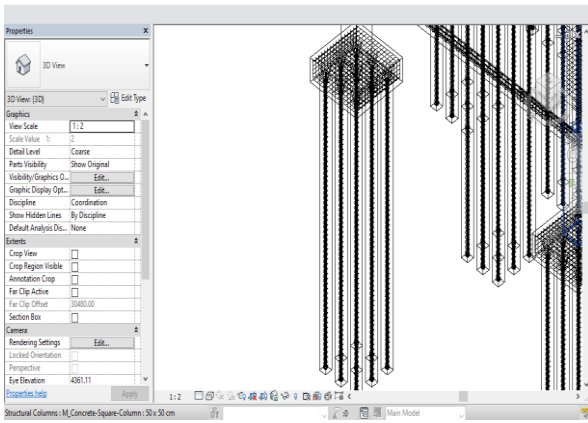 Properties X
3D View
3D View: {3D} Edit Type
Graphics
View Scale 1 : 2
Scale Value 1: 2
Detail Level Coarse
Parts Visibility Show Original
Visibility/Graphics O... Edit...
Graphic Display Opt... Edit...
Discipline Coordination
Show Hidden Lines By Discipline
Default Analysis Dis... None
Extents
Crop View
Crop Region Visible
Annotation Crop
Far Clip Active
Far Clip Offset 30480.00
Section Box
Camera
Rendering Settings Edit...
Locked Orientation
Perspective
Eye Elevation 4361.11
Properties help Apply
1 : 2
Structural Columns : M_Concrete-Square-Column : 50 x 50 cm :0 Main Model